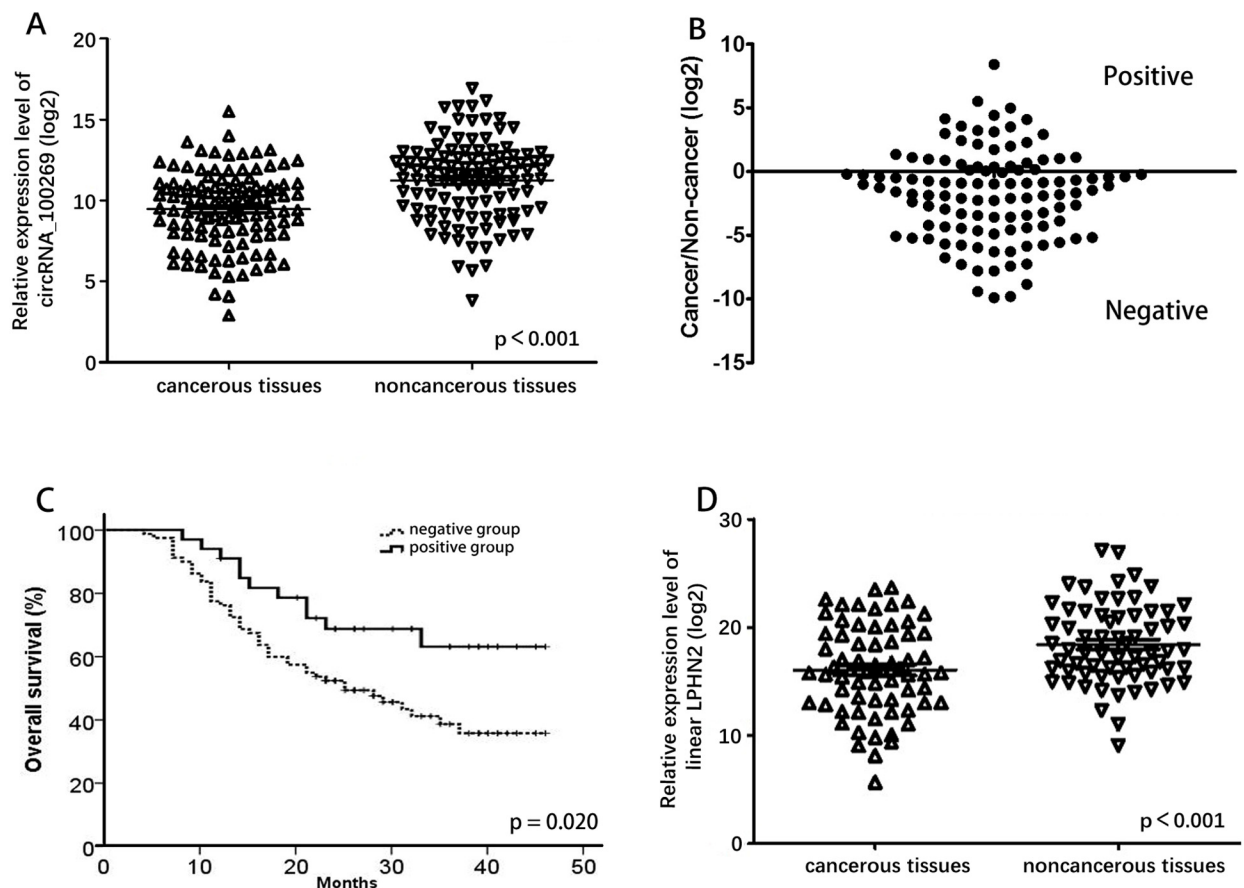 A
Relative expression level of
circRNA_100269 (log2)
20
15
10
5
0
p < 0.001
cancerous tissues
noncancerous tissues
B
Cancer/Non-cancer (log2)
10
5
0
-5
-10
-15
Positive
Negative
C
Overall survival (%)
100
80
60
40
20
0
negative group
positive group
p = 0.020
0
10
20
30
40
50
Months
D
Relative expression level of
linear LPHN2 (log2)
30
20
10
0
p < 0.001
cancerous tissues
noncancerous tissues